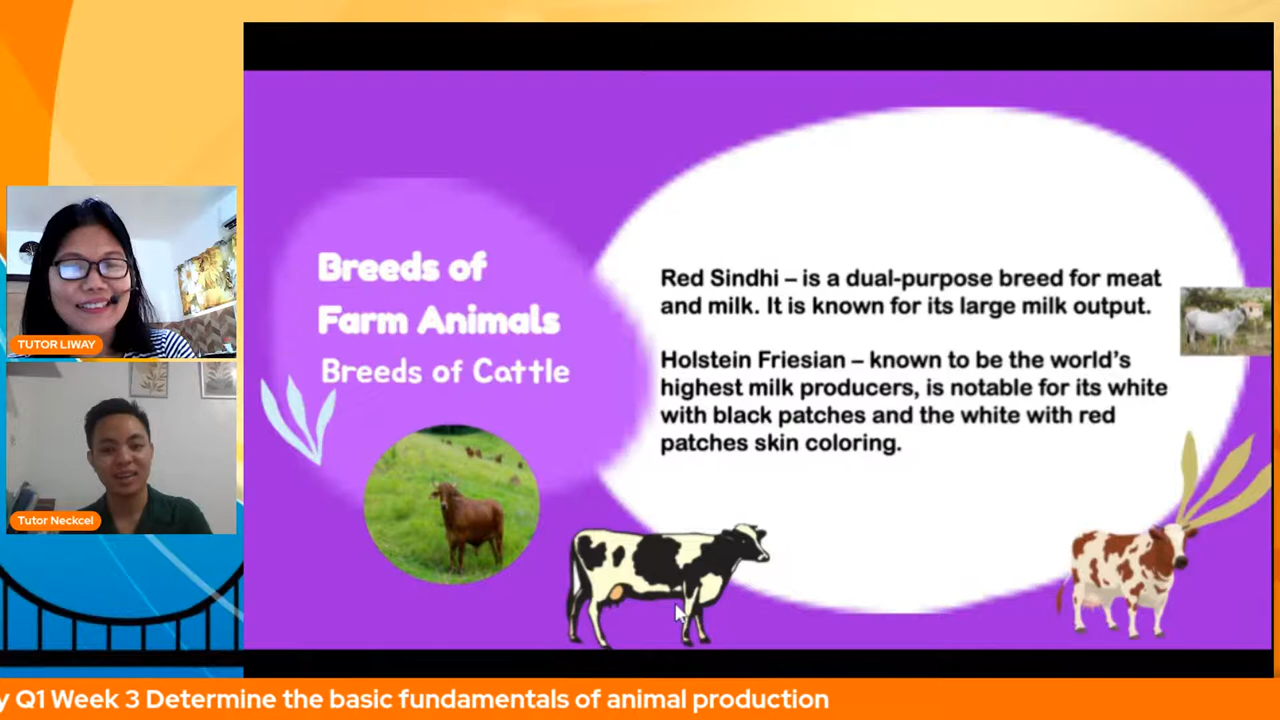 Breeds of
Farm Animals
Breeds of Cattle
Red Sindhi – is a dual-purpose breed for meat
and milk. It is known for its large milk output.
Holstein Friesian – known to be the world's
highest milk producers, is notable for its white
with black patches and the white with red
patches skin coloring.
TUTOR LIWAY
Tutor Neckcel
y Q1 Week 3 Determine the basic fundamentals of animal production